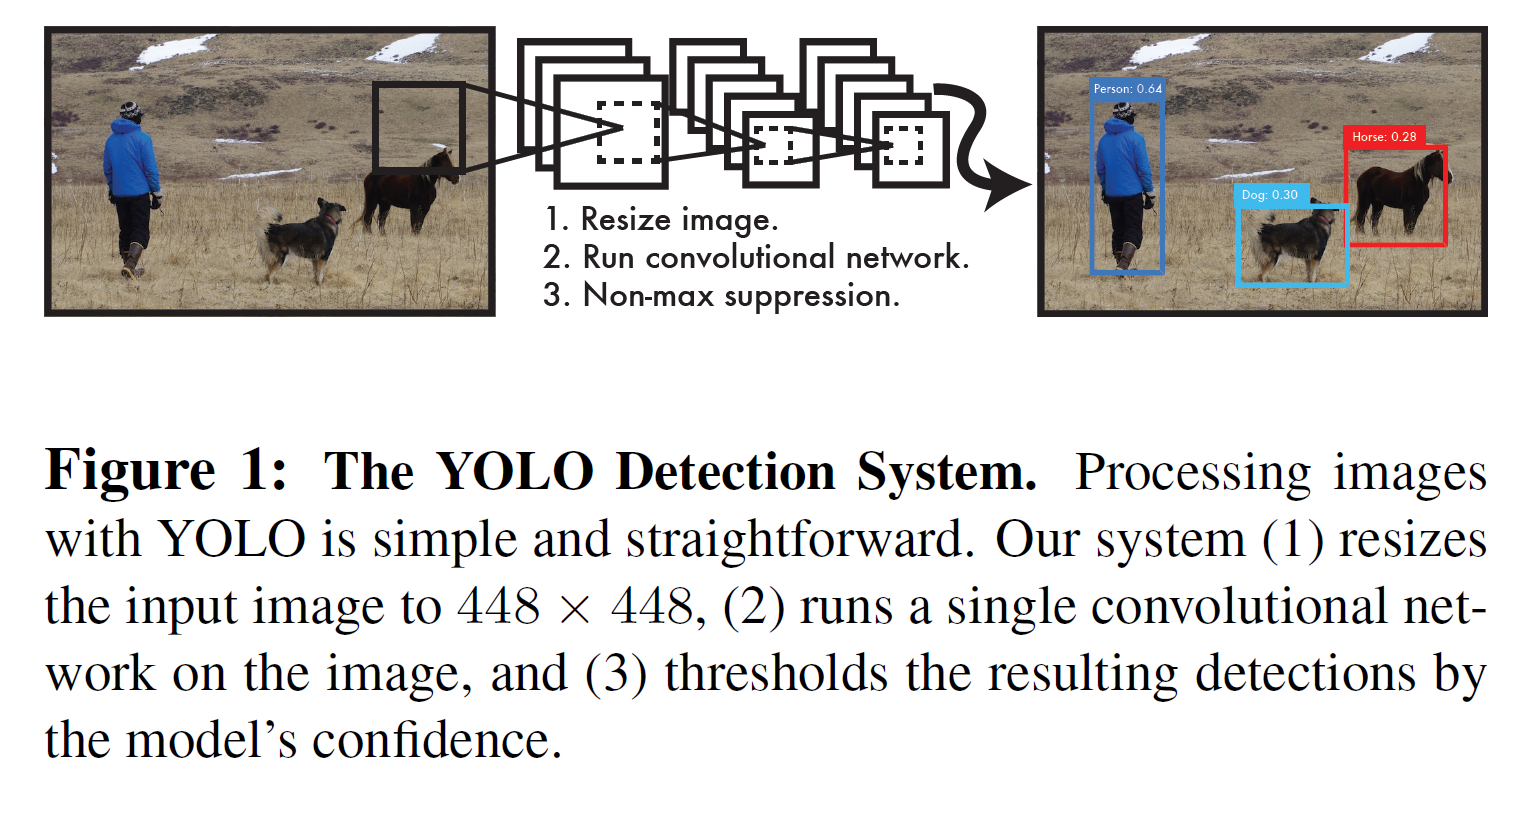 Person: 0.64
Horse: 0.28
Dog: 0.30
1. Resize image.
2. Run convolutional network.
3. Non-max suppression.
Figure 1: The YOLO Detection System. Processing images
with YOLO is simple and straightforward. Our system (1) resizes
the input image to 448 × 448, (2) runs a single convolutional net-
work on the image, and (3) thresholds the resulting detections by
the model’s confidence.